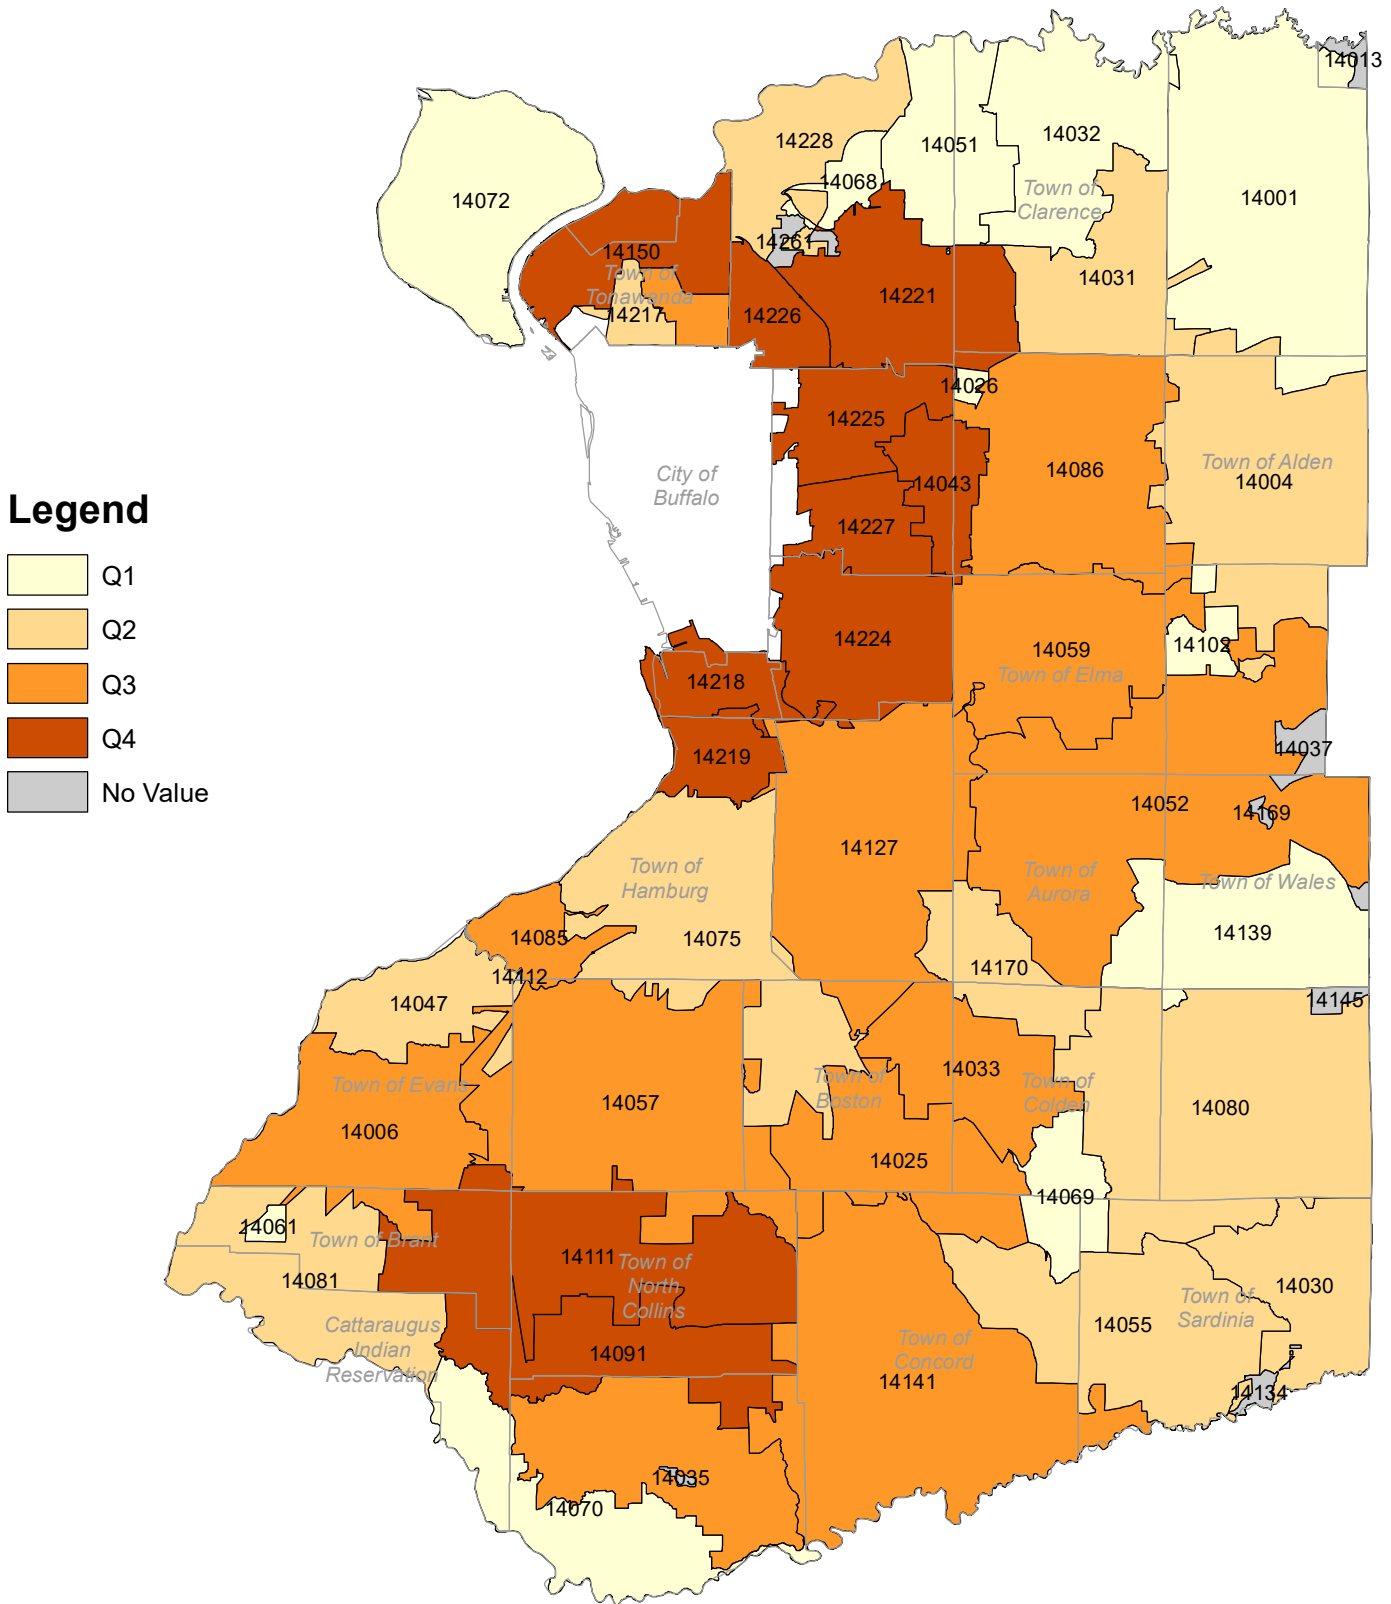 14013
14032
14228
14051
14068
Town of
Clarence
14072
14001
14261
14150
Town of
Tonawanda
14031
14221
14217
14226
14026
14225
City of
Buffalo
14086
Town of Alden
14004
14043
Legend
14227
Q1
Q2
Q3
Q4
No Value
14224
14059
14102
Town of Elma
14218
14037
14219
14052
14169
14127
Town of
Hamburg
Town of
Aurora
Town of Wales
14085
14075
14139
14170
14112
14047
14145
14033
Town of Evans
Town of
Boston
Town of
Colden
14057
14080
14006
14025
14069
14061
Town of Brant
14111
Town of
North
Collins
14081
14030
Town of
Sardinia
Cattaraugus
Indian
Reservation
14055
Town of
Concord
14091
14141
14134
14035
14070